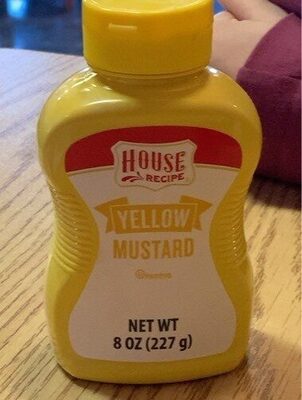 HOUSE
RECIPE
YELLOW
MUSTARD
NET WT
8 OZ (227 g)